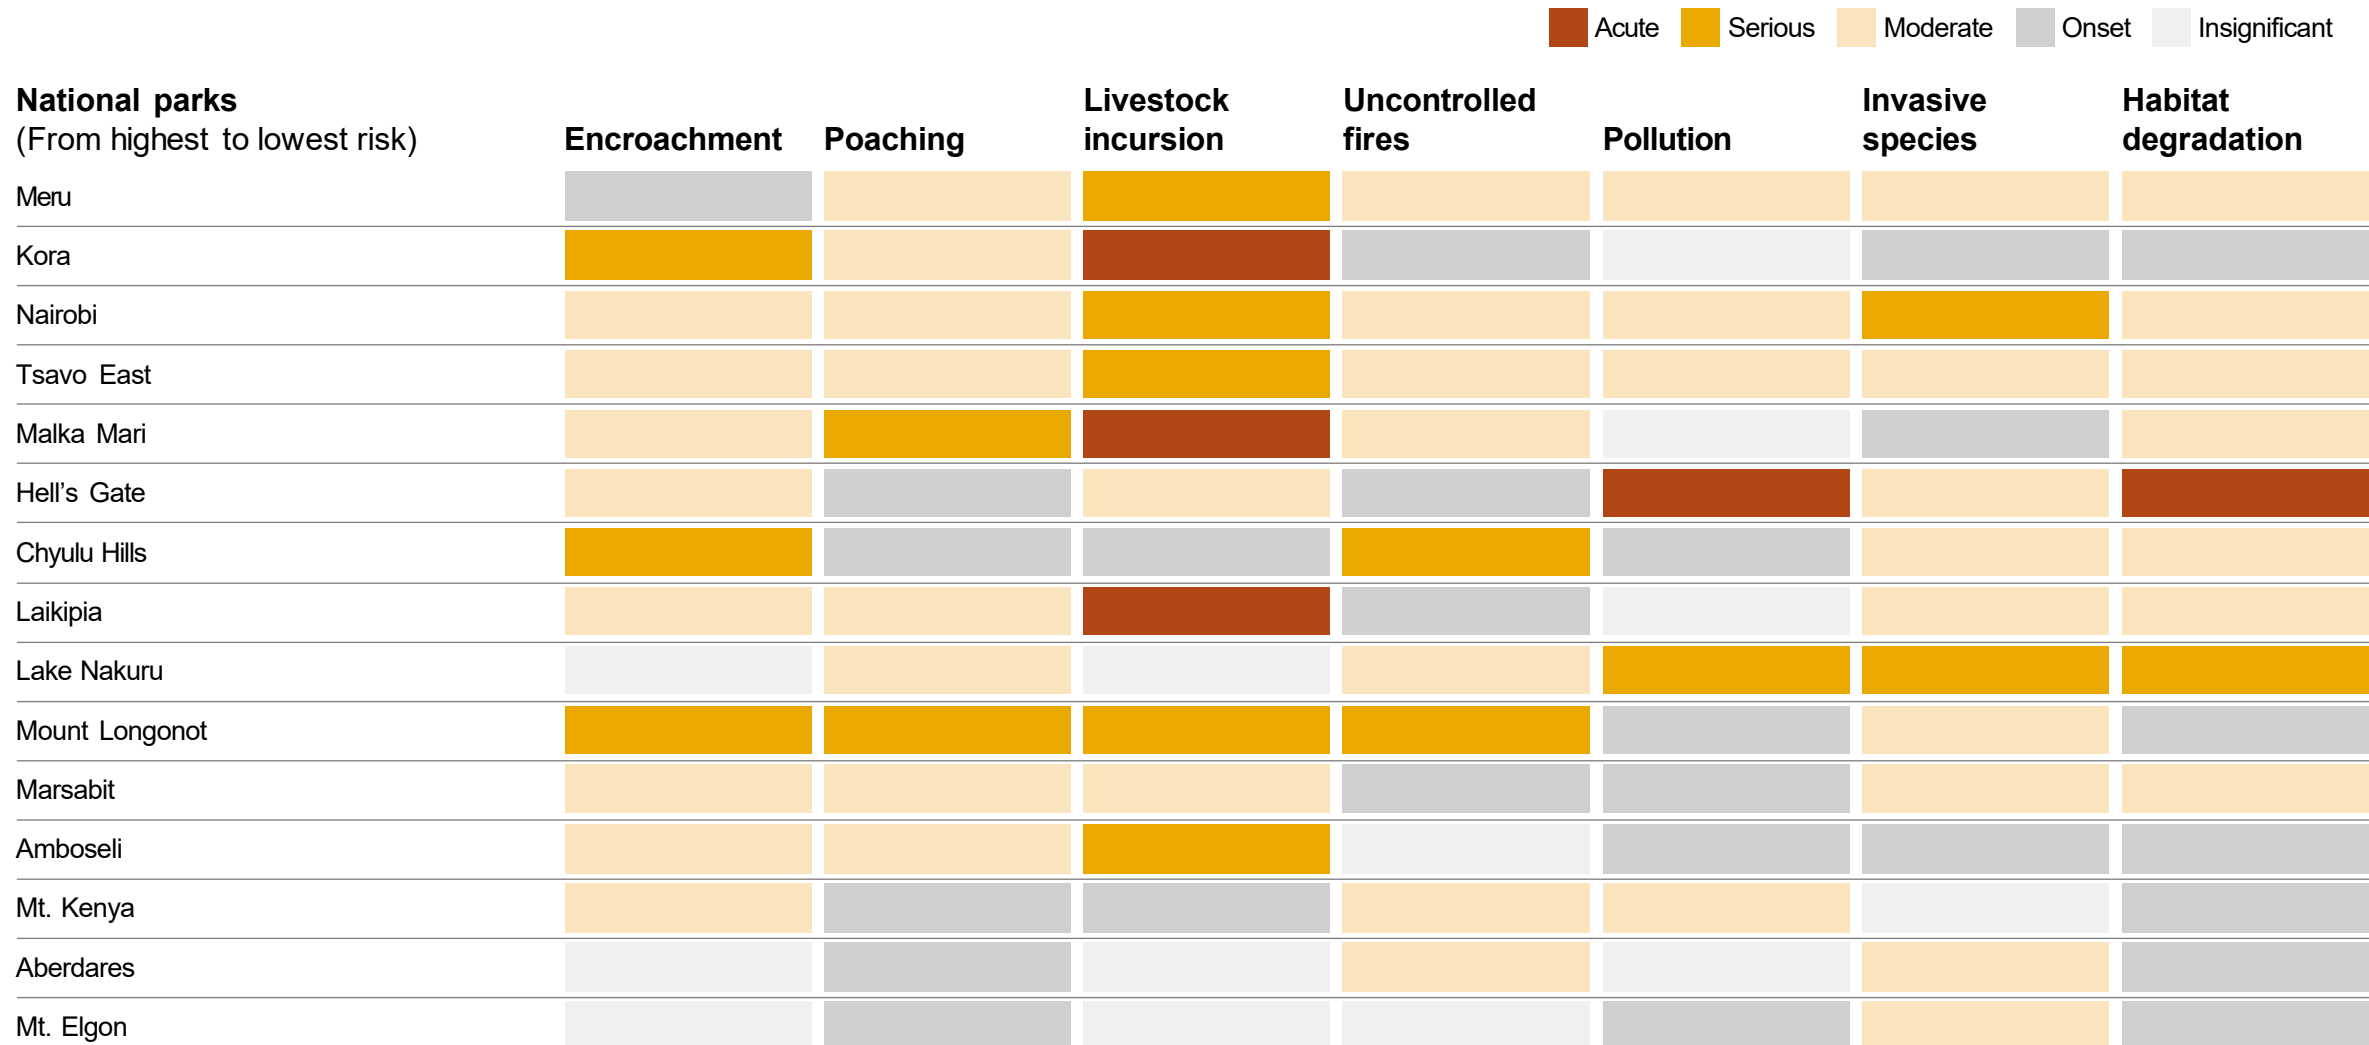 Acute Serious Moderate Onset Insignificant
National parks
(From highest to lowest risk)
Encroachment
Poaching
Livestock
incursion
Uncontrolled
fires
Pollution
Invasive
species
Habitat
degradation
Meru
Kora
Nairobi
Tsavo East
Malka Mari
Hell’s Gate
Chyulu Hills
Laikipia
Lake Nakuru
Mount Longonot
Marsabit
Amboseli
Mt. Kenya
Aberdares
Mt. Elgon